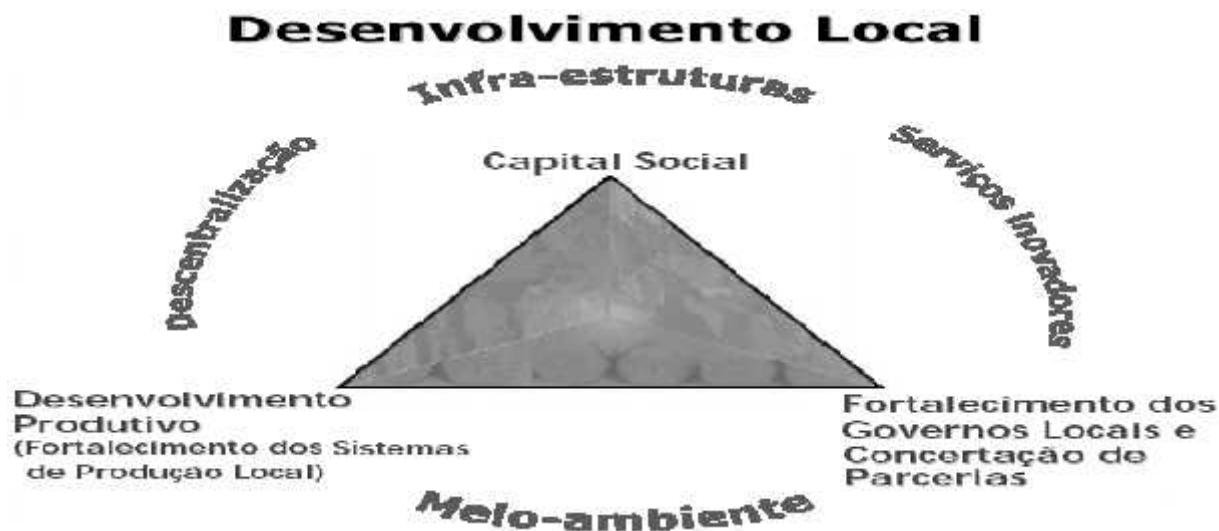 Desenvolvimento Local
Infra-estruturas
Descentralização
Serviços inovadores
Capital Social
Desenvolvimento
Produtivo
(Fortalecimento dos Sistemas
de Produção Local)
Fortalecimento dos
Governos Locais e
Concertação de
Parcerias
Meio-ambiente